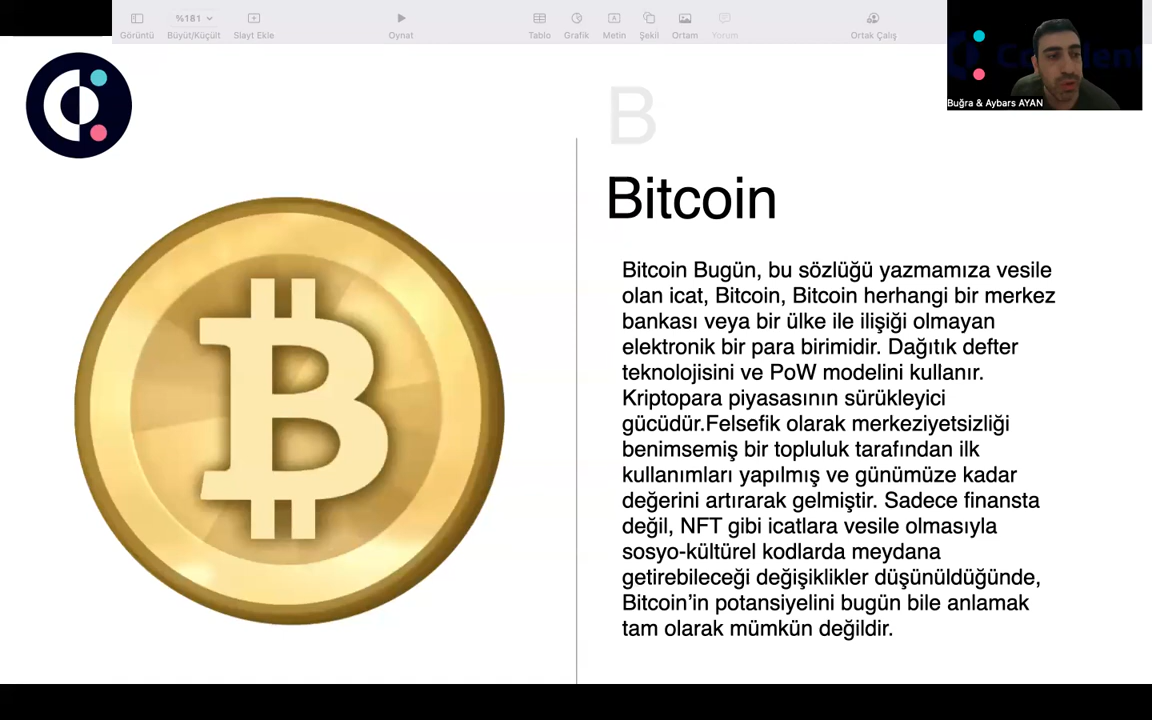 %181
Görüntü Büyüt/Küçült Slayt Ekle Oynat Tablo Grafik Metin Şekil Ortam Yorum Ortak Çalış
Buğra & Aybars AYAN
B
Bitcoin
Bitcoin Bugün, bu sözlüğü yazmamıza vesile
olan icat, Bitcoin, Bitcoin herhangi bir merkez
bankası veya bir ülke ile ilişiği olmayan
elektronik bir para birimidir. Dağıtık defter
teknolojisini ve PoW modelini kullanır.
Kriptopara piyasasının sürükleyici
gücüdür.Felsefik olarak merkeziyetsizliği
benimsemiş bir topluluk tarafından ilk
kullanımları yapılmış ve günümüze kadar
değerini artırarak gelmiştir. Sadece finansta
değil, NFT gibi icatlara vesile olmasıyla
sosyo-kültürel kodlarda meydana
getirebileceği değişiklikler düşünüldüğünde,
Bitcoin’in potansiyelini bugün bile anlamak
tam olarak mümkün değildir.